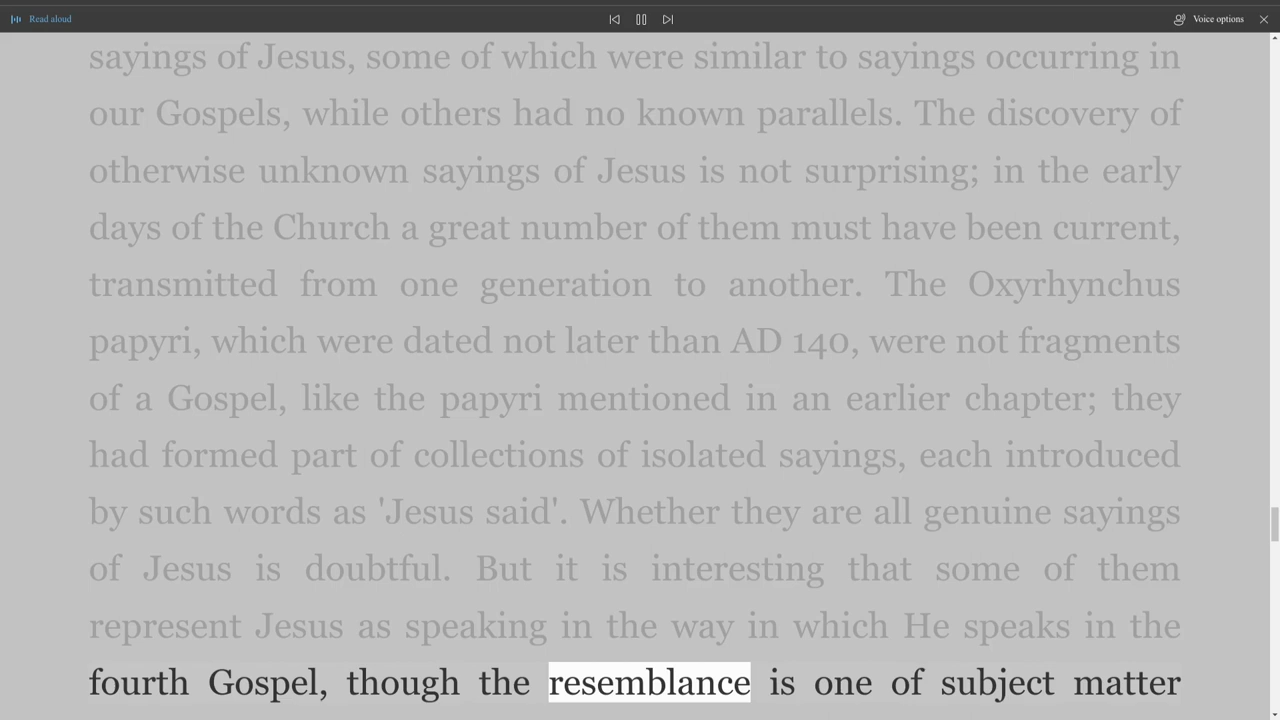 Read aloud
Voice options
sayings of Jesus, some of which were similar to sayings occurring in
our Gospels, while others had no known parallels. The discovery of
otherwise unknown sayings of Jesus is not surprising; in the early
days of the Church a great number of them must have been current,
transmitted from one generation to another. The Oxyrhynchus
papyri, which were dated not later than AD 140, were not fragments
of a Gospel, like the papyri mentioned in an earlier chapter; they
had formed part of collections of isolated sayings, each introduced
by such words as 'Jesus said'. Whether they are all genuine sayings
of Jesus is doubtful. But it is interesting that some of them
represent Jesus as speaking in the way in which He speaks in the
fourth Gospel, though the resemblance is one of subject matter